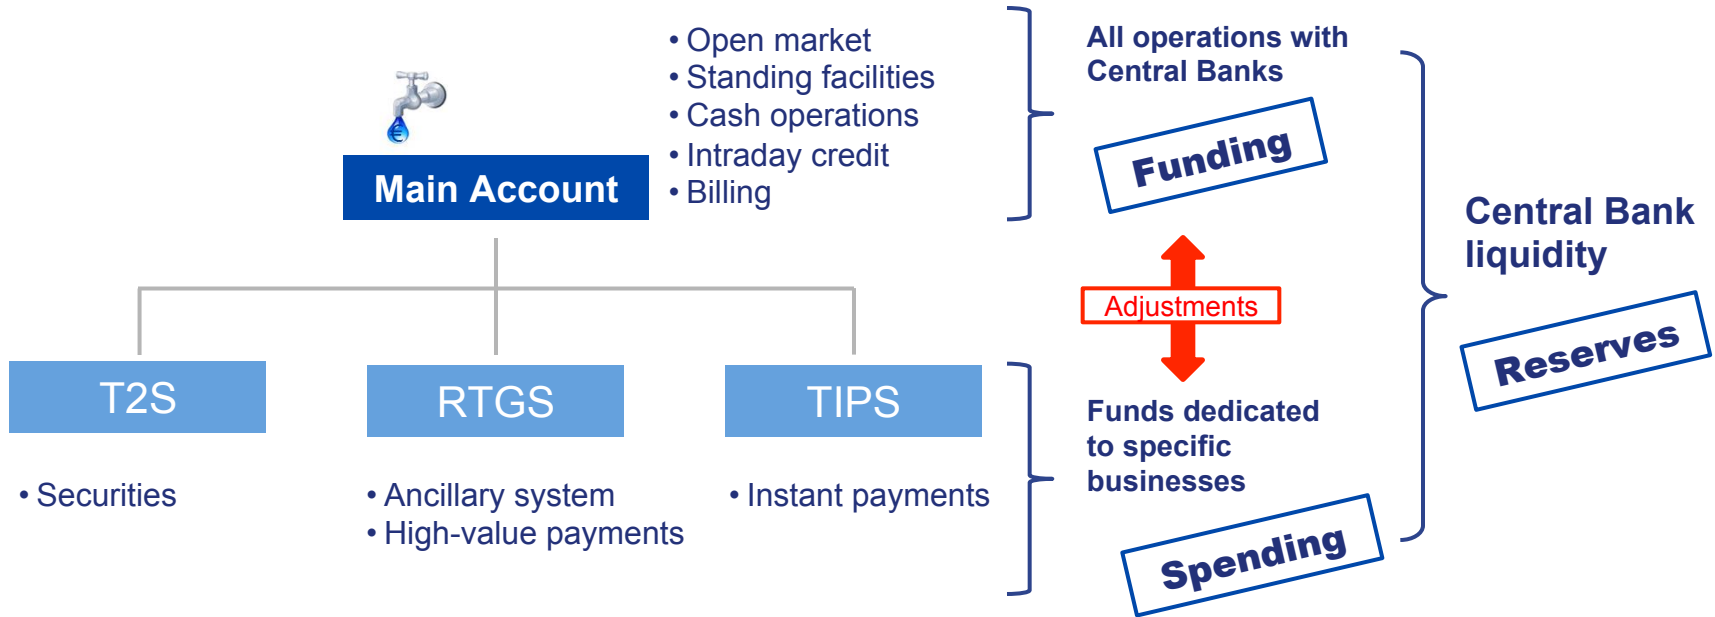 • Open market
• Standing facilities
• Cash operations
• Intraday credit
• Billing
€
Main Account
All operations with
Central Banks
Funding
Adjustments
Central Bank
liquidity
Reserves
T2S
RTGS
TIPS
• Securities
• Ancillary system
• High-value payments
• Instant payments
Funds dedicated
to specific
businesses
Spending